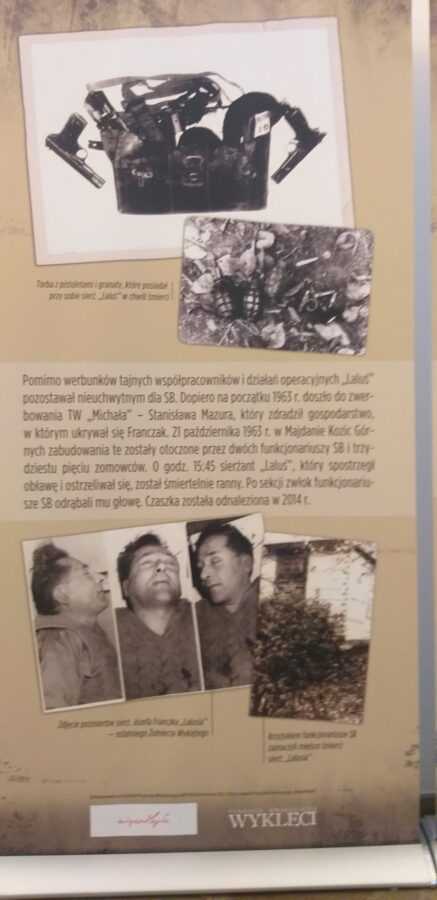 Torba z pistoletami i granaty, które posiadał
przy sobie sierż. „Laluś" w chwili śmierci
Pomimo werbunków tajnych współpracowników i działań operacyjnych „Laluś"
pozostawał nieuchwytnym dla SB. Dopiero na początku 1963 r. doszło do zwer-
bowania TW „Michała" – Stanisława Mazura, który zdradził gospodarstwo,
w którym ukrywał się Franczak. 21 października 1963 r. w Majdanie Kozic Gór-
nych zabudowania te zostały otoczone przez dwóch funkcjonariuszy SB i trzy-
dziestu pięciu zomowców. O godz. 15:45 sierżant „Laluś", który spostrzegł
obławę i ostrzeliwał się, został śmiertelnie ranny. Po sekcji zwłok funkcjonariu-
sze SB odrąbali mu głowę. Czaszka została odnaleziona w 2014 r.
Zdjęcie pośmiertne sierż. Józefa Franczaka „Lalusia"
– ostatniego Żołnierza Wyklętego
Krzyżykiem funkcjonariusze SB
zaznaczyli miejsce śmierci
sierż. „Lalusia"
WYKLĘCI